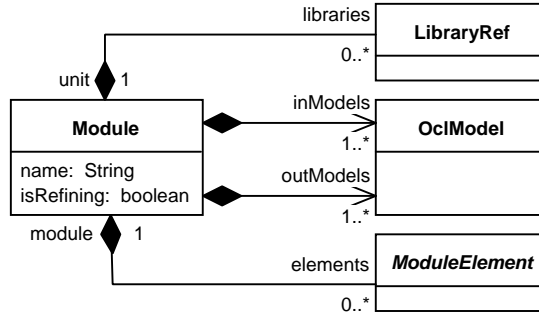 libraries
LibraryRef
0..*
unit
1
Module
inModels
OclModel
1..*
name: String
isRefining: boolean
outModels
1..*
module
1
elements
ModuleElement
0..*